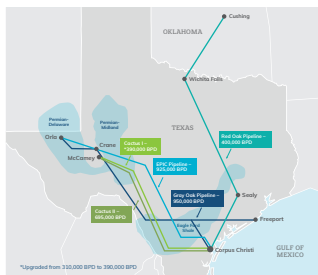 Cushing
OKLAHOMA
Wichita Falls
Permian-
Delaware
Permian-
Midland
TEXAS
Orla
Crane
McCamey
Cactus I –
*390,000 BPD
Red Oak Pipeline –
400,000 BPD
EPIC Pipeline –
925,000 BPD
Gray Oak Pipeline –
950,000 BPD
Sealy
Cactus II –
685,000 BPD
Freeport
Eagle Ford
Shale
Corpus Christi
GULF OF
MEXICO
*Upgraded from 330,000 BPD to 390,000 BPD